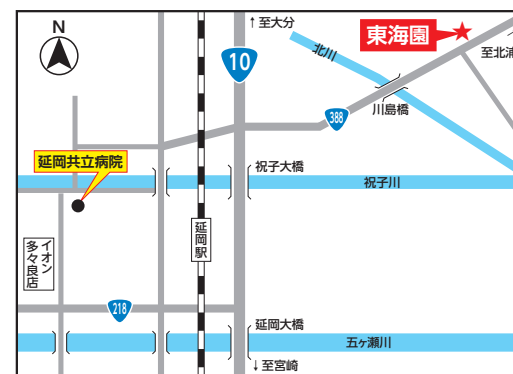 N
↑至大分
東海園
10
北川
至北浦
川島橋
388
延岡共立病院
祝子大橋
祝子川
延岡駅
イオン
多々良店
218
延岡大橋
五ヶ瀬川
↓至宮崎